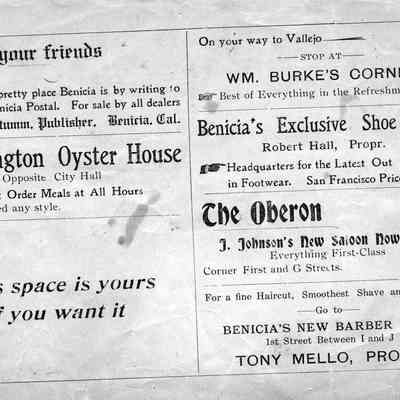 your friends
pretty place Benicia is by writing to
nicia Postal. For sale by all dealers
tumm, Publisher. Benicia, Cal.
ngton Oyster House
Opposite City Hall
Order Meals at All Hours
ed any style.
s space is yours
f you want it
On your way to Vallejo
STOP AT
WM. BURKE'S CORNE
Best of Everything in the Refreshm
Benicia's Exclusive Shoe
Robert Hall, Propr.
Headquarters for the Latest Out
in Footwear. San Francisco Price
The Oberon
J. Johnson's New Saloon Now
Everything First-Class
Corner First and G Streets.
For a fine Haircut, Smoothest Shave an
Go to
BENICIA'S NEW BARBER
1st Street Between I and J
TONY MELLO, PRO